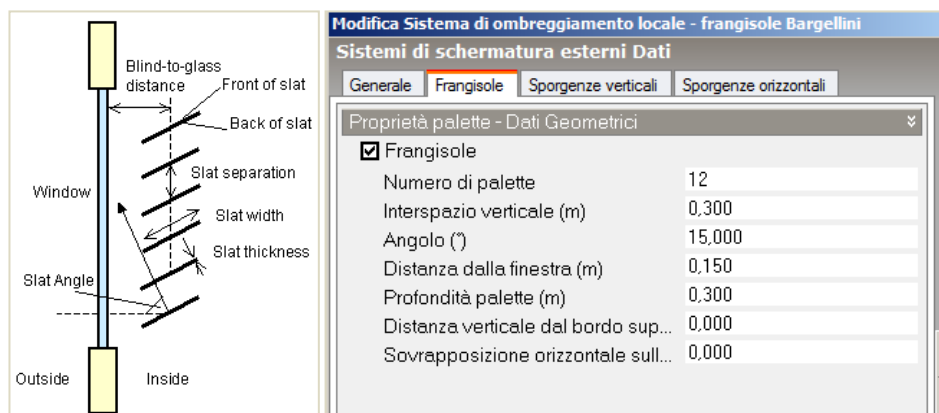 Blind-to-glass
distance
Front of slat
Back of slat
Slat separation
Window
Slat width
Slat thickness
Slat Angle
Outside
Inside
Modifica Sistema di ombreggiamento locale - frangisole Bargellini
Sistemi di schermatura esterni Dati
Generale Frangisole Sporgenze verticali Sporgenze orizzontali
Proprietà palette - Dati Geometrici
Frangisole
Numero di palette 12
Interspazio verticale (m) 0,300
Angolo (°) 15,000
Distanza dalla finestra (m) 0,150
Profondità palette (m) 0,300
Distanza verticale dal bordo sup... 0,000
Sovrapposizione orizzontale sull... 0,000